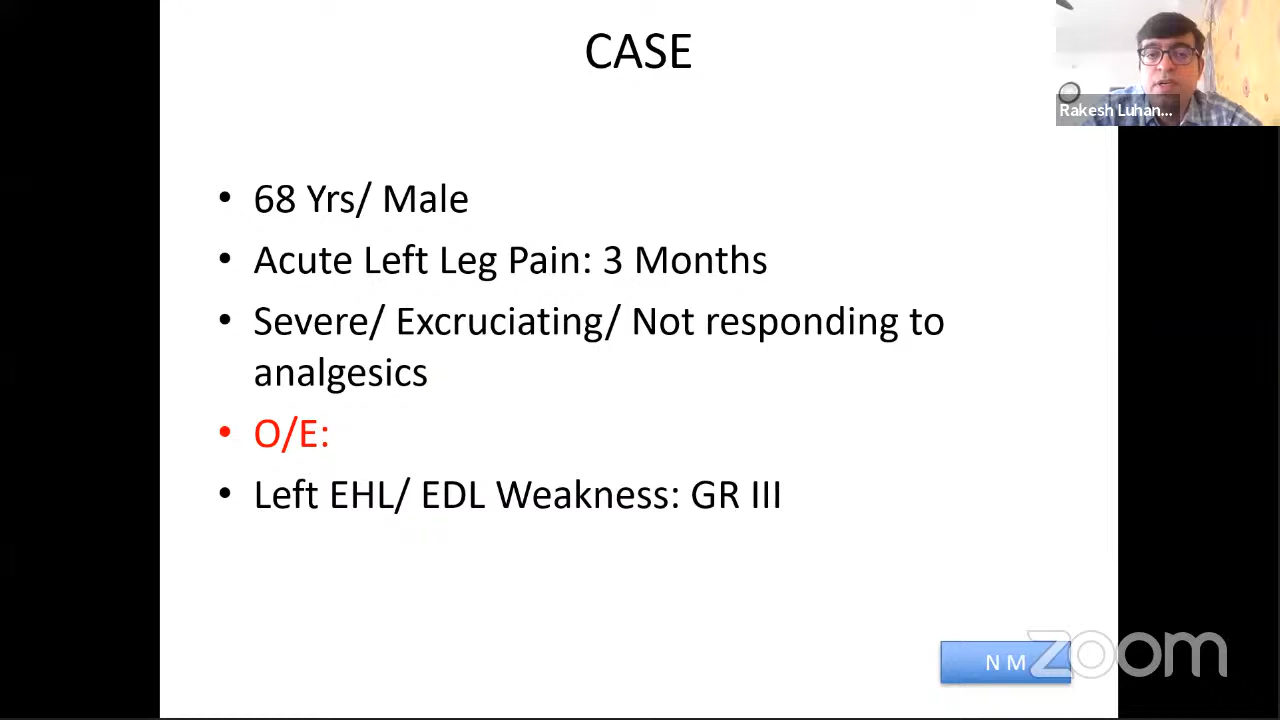 CASE
Rakesh Luhan...
• 68 Yrs/ Male
• Acute Left Leg Pain: 3 Months
• Severe/ Excruciating/ Not responding to
analgesics
• O/E:
• Left EHL/ EDL Weakness: GR III
N M
zoom